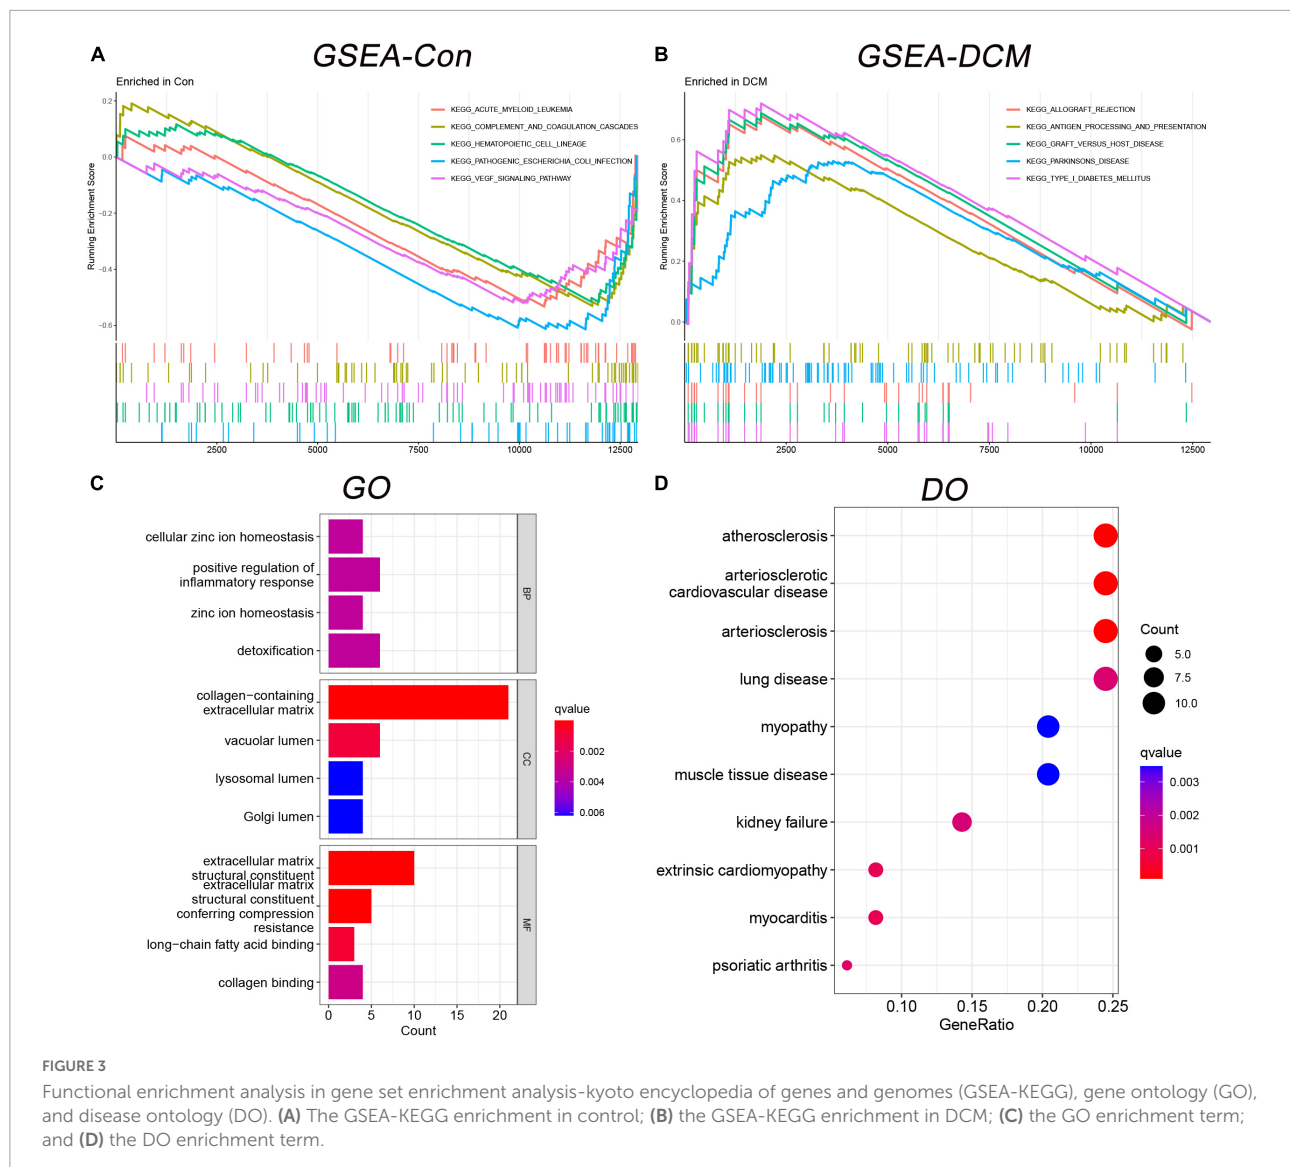 A
GSEA-Con
Enriched in Con
Running Enrichment Score
0.2
0.0
−0.2
−0.4
−0.6
KEGG_ACUTE_MYELOID_LEUKEMIA
KEGG_COMPLEMENT_AND_COAGULATION_CASCADES
KEGG_HEMATOPOIETIC_CELL_LINEAGE
KEGG_PATHOGENIC_ESCHERICHIA_COLI_INFECTION
KEGG_VEGF_SIGNALING_PATHWAY
2500 5000 7500 10000 12500
B
GSEA-DCM
Enriched in DCM
Running Enrichment Score
0.6
0.4
0.2
0.0
KEGG_ALLOGRAFT_REJECTION
KEGG_ANTIGEN_PROCESSING_AND_PRESENTATION
KEGG_GRAFT_VERSUS_HOST_DISEASE
KEGG_PARKINSONS_DISEASE
KEGG_TYPE_I_DIABETES_MELLITUS
2500 5000 7500 10000 12500
C
GO
cellular zinc ion homeostasis
positive regulation of
inflammatory response
zinc ion homeostasis
detoxification
BP
collagen−containing
extracellular matrix
vacuolar lumen
lysosomal lumen
Golgi lumen
CC
extracellular matrix
structural constituent
extracellular matrix
structural constituent
conferring compression
resistance
long−chain fatty acid binding
collagen binding
MF
0 5 10 15 20
Count
qvalue
0.002
0.004
0.006
D
DO
atherosclerosis
arteriosclerotic
cardiovascular disease
arteriosclerosis
lung disease
myopathy
muscle tissue disease
kidney failure
extrinsic cardiomyopathy
myocarditis
psoriatic arthritis
0.10 0.15 0.20 0.25
GeneRatio
Count
5.0
7.5
10.0
qvalue
0.003
0.002
0.001
FIGURE 3
Functional enrichment analysis in gene set enrichment analysis-kyoto encyclopedia of genes and genomes (GSEA-KEGG), gene ontology (GO),
and disease ontology (DO). (A) The GSEA-KEGG enrichment in control; (B) the GSEA-KEGG enrichment in DCM; (C) the GO enrichment term;
and (D) the DO enrichment term.